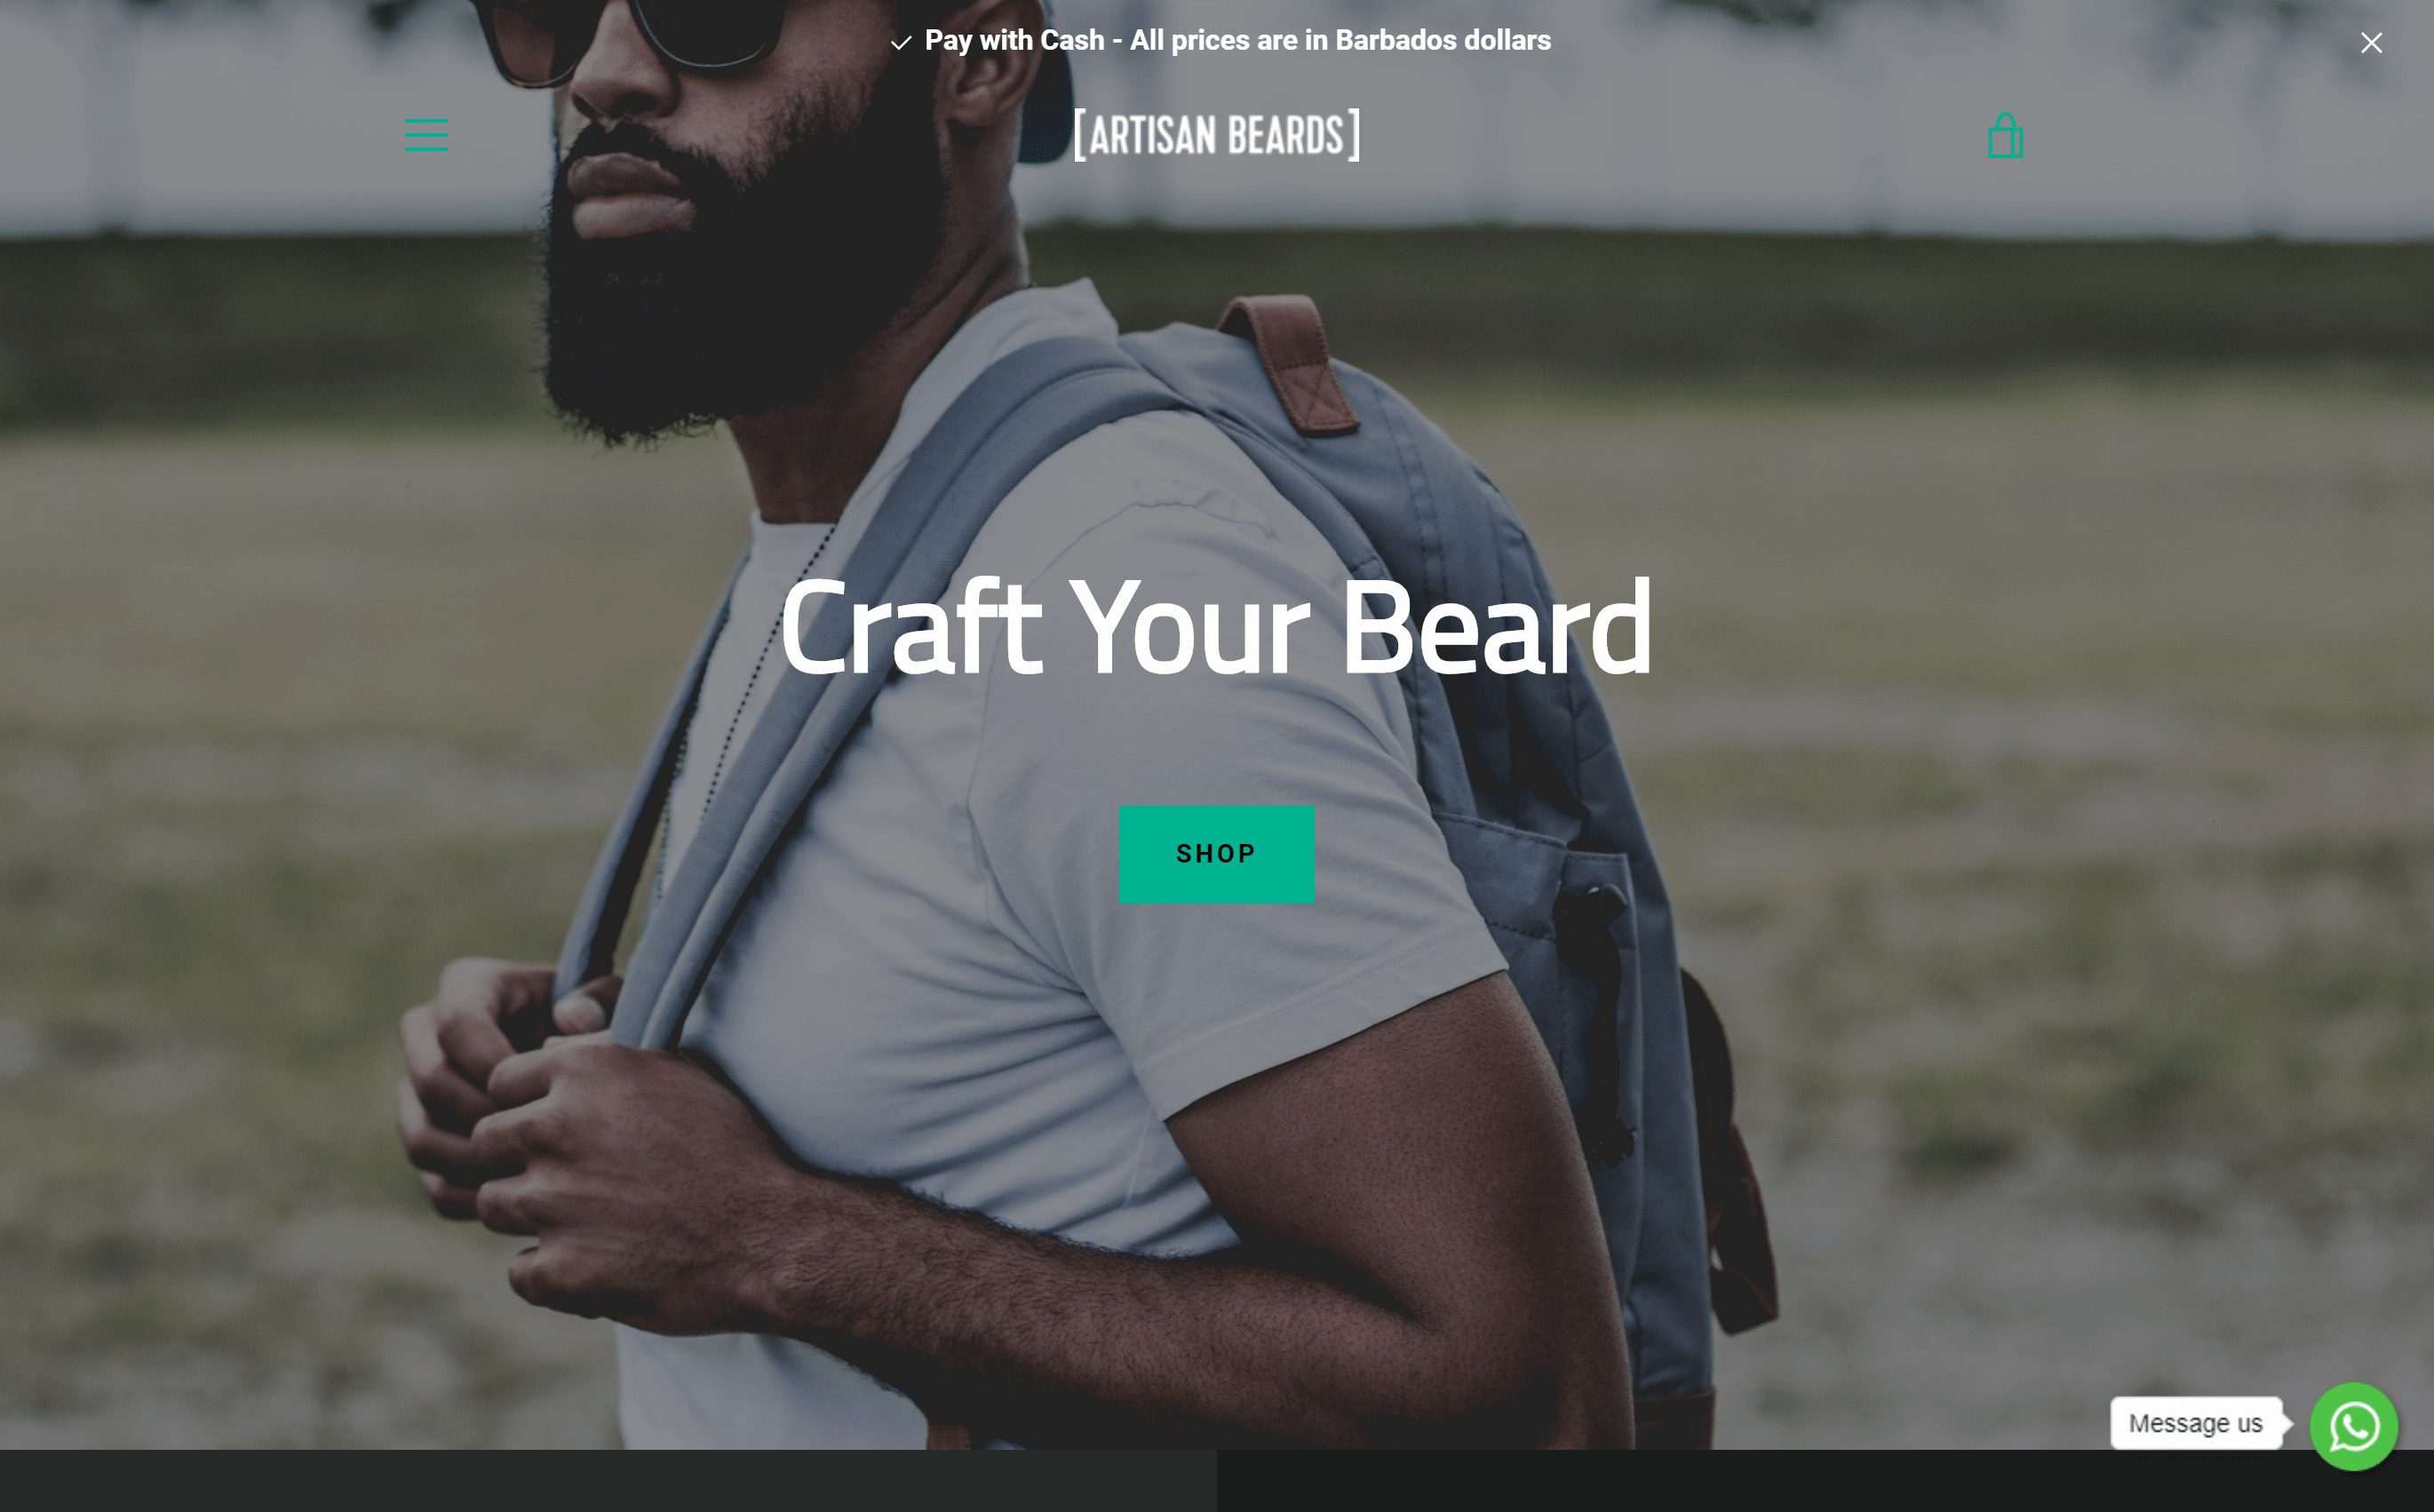 Pay with Cash - All prices are in Barbados dollars
[ARTISAN BEARDS]
Craft Your Beard
SHOP
Message us